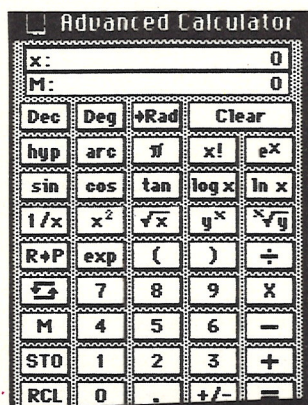 Advanced Calculator
x: 0
M: 0
Dec Deg →Rad Clear
hyp arc π x! eˣ
sin cos tan log x ln x
1/x x² √x yˣ ˣ√y
R→P exp ( ) ÷
7 8 9 X
M 4 5 6 −
STO 1 2 3 +
RCL 0 . +/- =